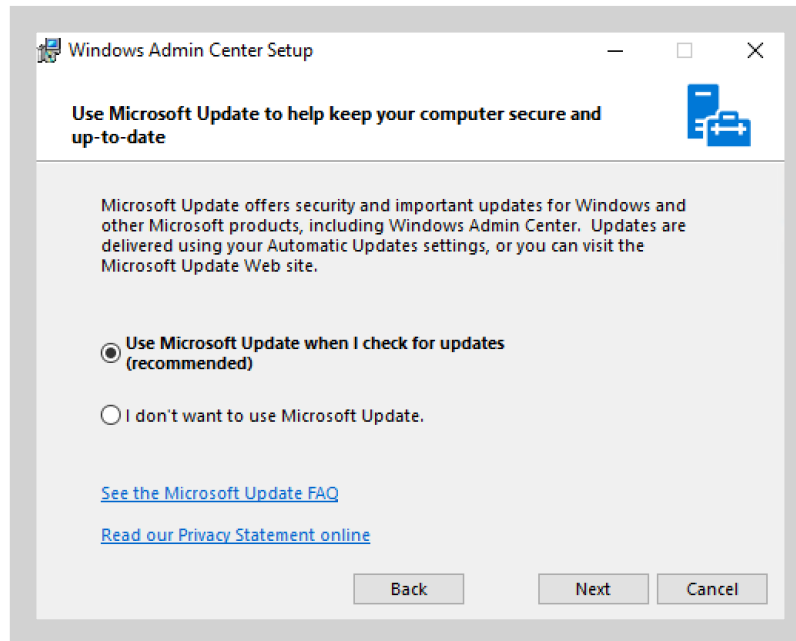 Windows Admin Center Setup
Use Microsoft Update to help keep your computer secure and
up-to-date
Microsoft Update offers security and important updates for Windows and
other Microsoft products, including Windows Admin Center.  Updates are
delivered using your Automatic Updates settings, or you can visit the
Microsoft Update Web site.
Use Microsoft Update when I check for updates
(recommended)
I don't want to use Microsoft Update.
See the Microsoft Update FAQ
Read our Privacy Statement online
Back Next Cancel